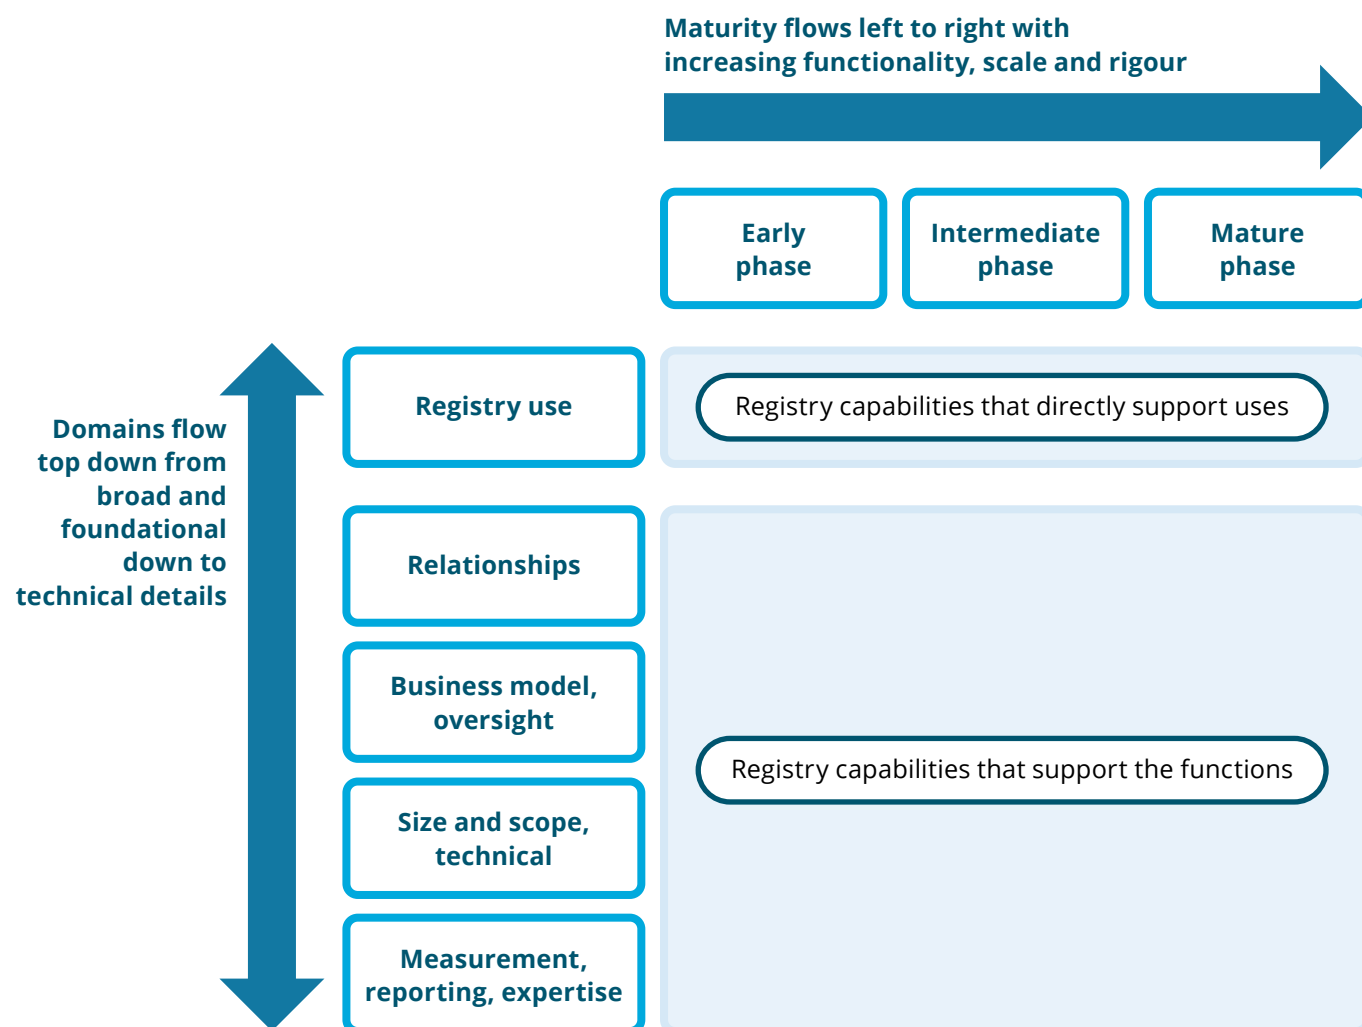 Maturity flows left to right with
increasing functionality, scale and rigour
Early
phase
Intermediate
phase
Mature
phase
Domains flow
top down from
broad and
foundational
down to
technical details
Registry use
Registry capabilities that directly support uses
Relationships
Business model,
oversight
Registry capabilities that support the functions
Size and scope,
technical
Measurement,
reporting, expertise